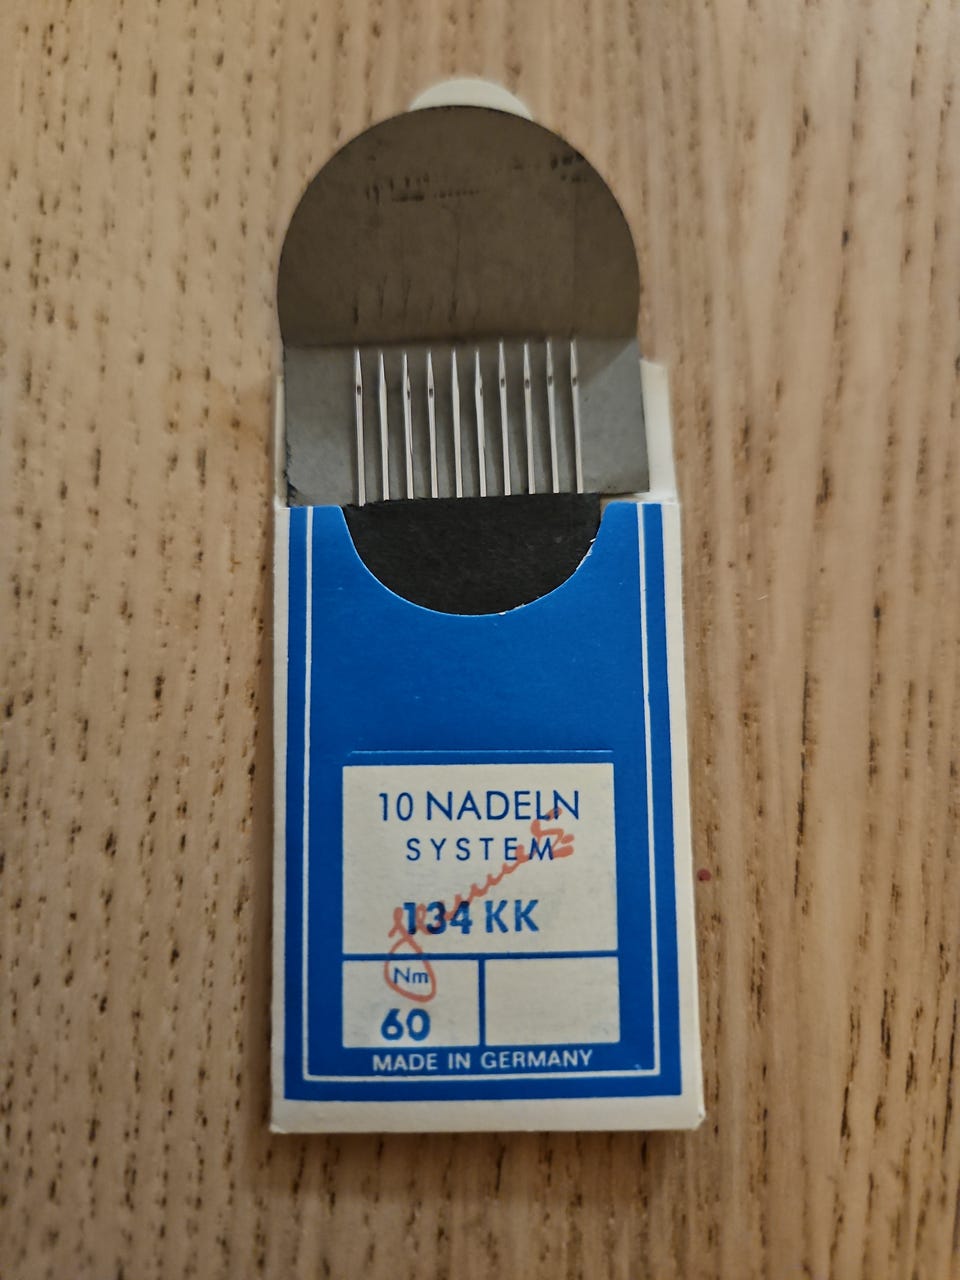 10 NADELN
SYSTEM
134 KK
Nm
60
MADE IN GERMANY